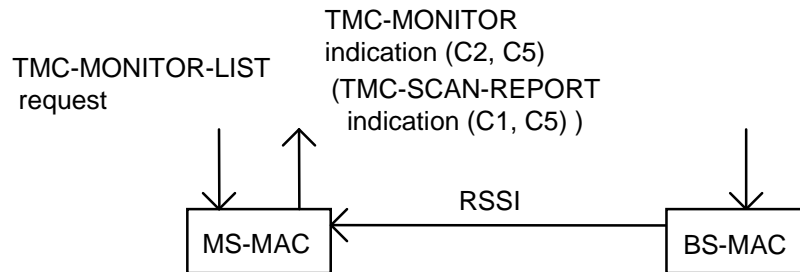 TMC-MONITOR
indication (C2, C5)
TMC-MONITOR-LIST
request
(TMC-SCAN-REPORT
indication (C1, C5) )
RSSI
MS-MAC
BS-MAC